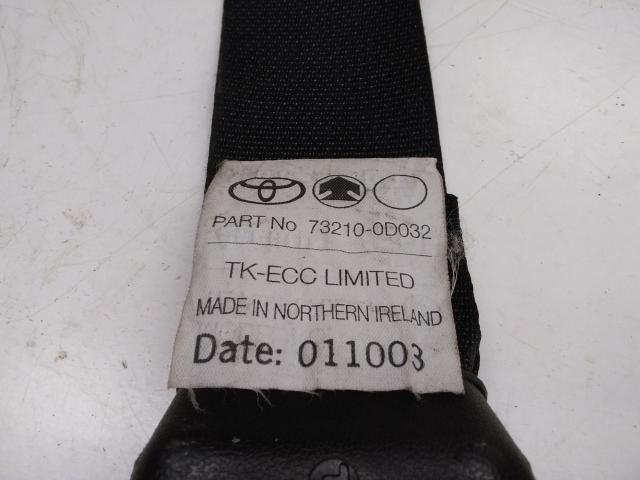 PART No 73210-0D032
TK-ECC LIMITED
MADE IN NORTHERN IRELAND
Date: 011003